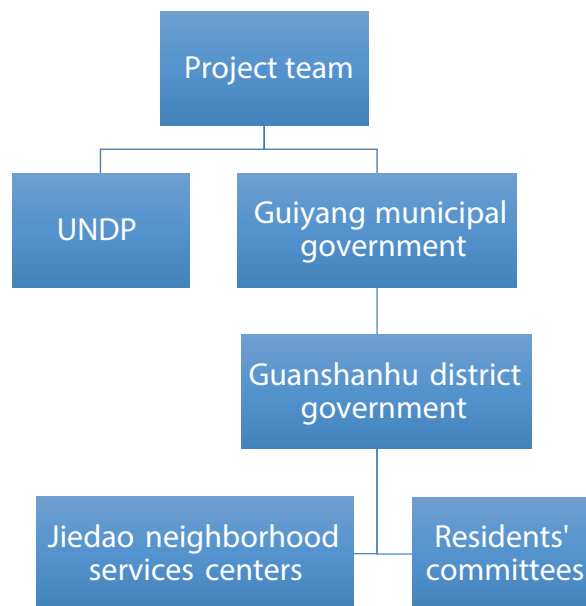 Project team
UNDP
Guiyang municipal
government
Guanshanhu district
government
Jiedao neighborhood
services centers
Residents'
committees